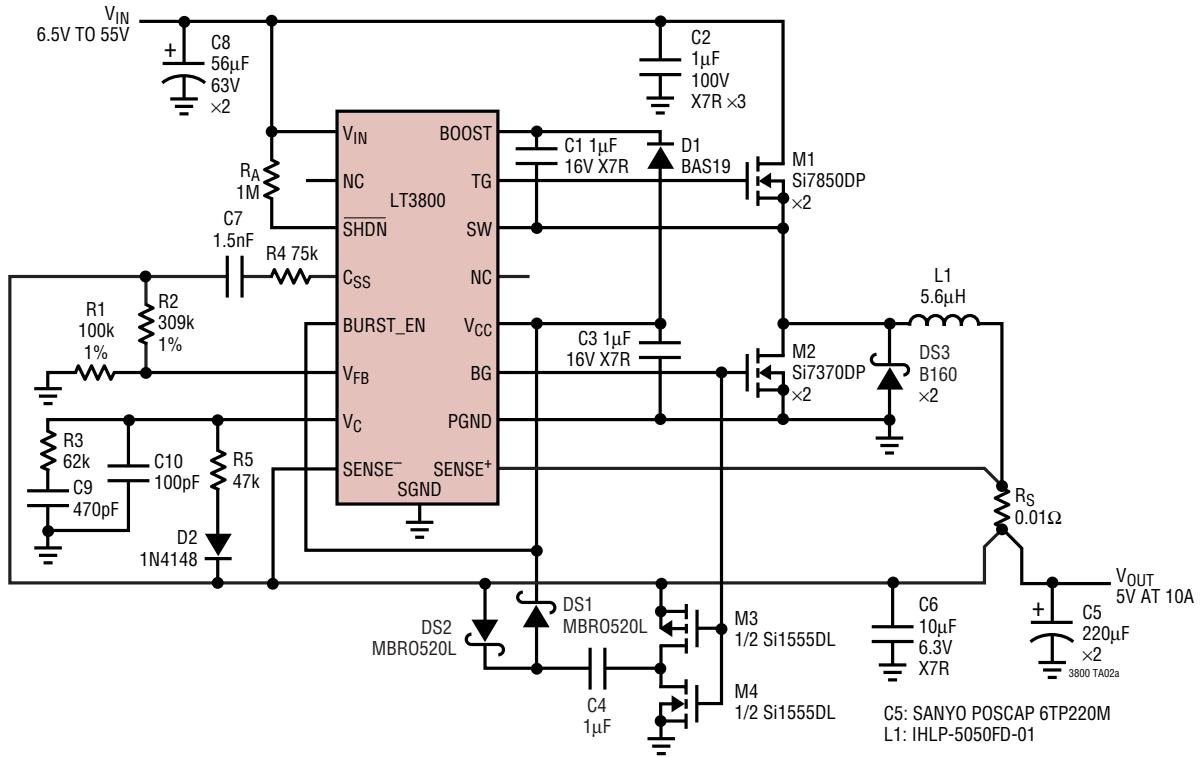 VIN
6.5V TO 55V
C8
56µF
63V
×2
C2
1µF
100V
X7R ×3
RA
1M
VIN
NC
SHDN
CSS
BURST_EN
VFB
VC
SENSE–
LT3800
SGND
BOOST
TG
SW
NC
VCC
BG
PGND
SENSE+
C1 1µF
16V X7R
D1
BAS19
M1
Si7850DP
×2
C7
1.5nF
R4 75k
R1
100k
1%
R2
309k
1%
C3 1µF
16V X7R
M2
Si7370DP
×2
L1
5.6µH
DS3
B160
×2
R3
62k
C9
470pF
C10
100pF
R5
47k
D2
1N4148
RS
0.01Ω
VOUT
5V AT 10A
DS2
MBRO520L
DS1
MBRO520L
C4
1µF
M3
1/2 Si1555DL
M4
1/2 Si1555DL
C6
10µF
6.3V
X7R
C5
220µF
×2
3800 TA02a
C5: SANYO POSCAP 6TP220M
L1: IHLP-5050FD-01